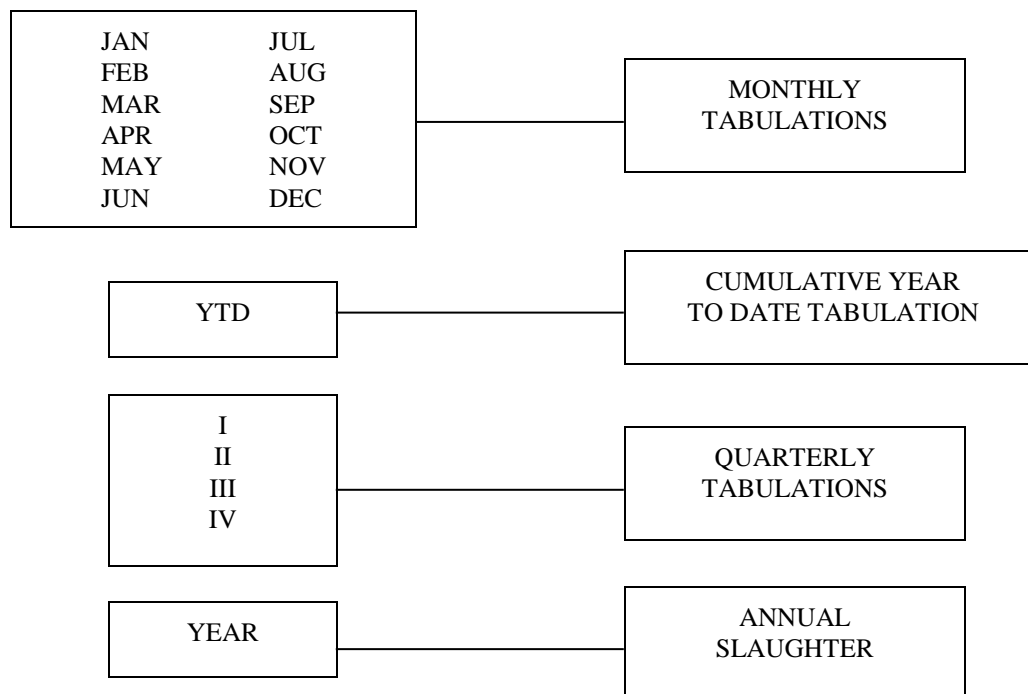 JAN JUL
FEB AUG
MAR SEP
APR OCT
MAY NOV
JUN DEC
MONTHLY
TABULATIONS
YTD
CUMULATIVE YEAR
TO DATE TABULATION
I
II
III
IV
QUARTERLY
TABULATIONS
YEAR
ANNUAL
SLAUGHTER